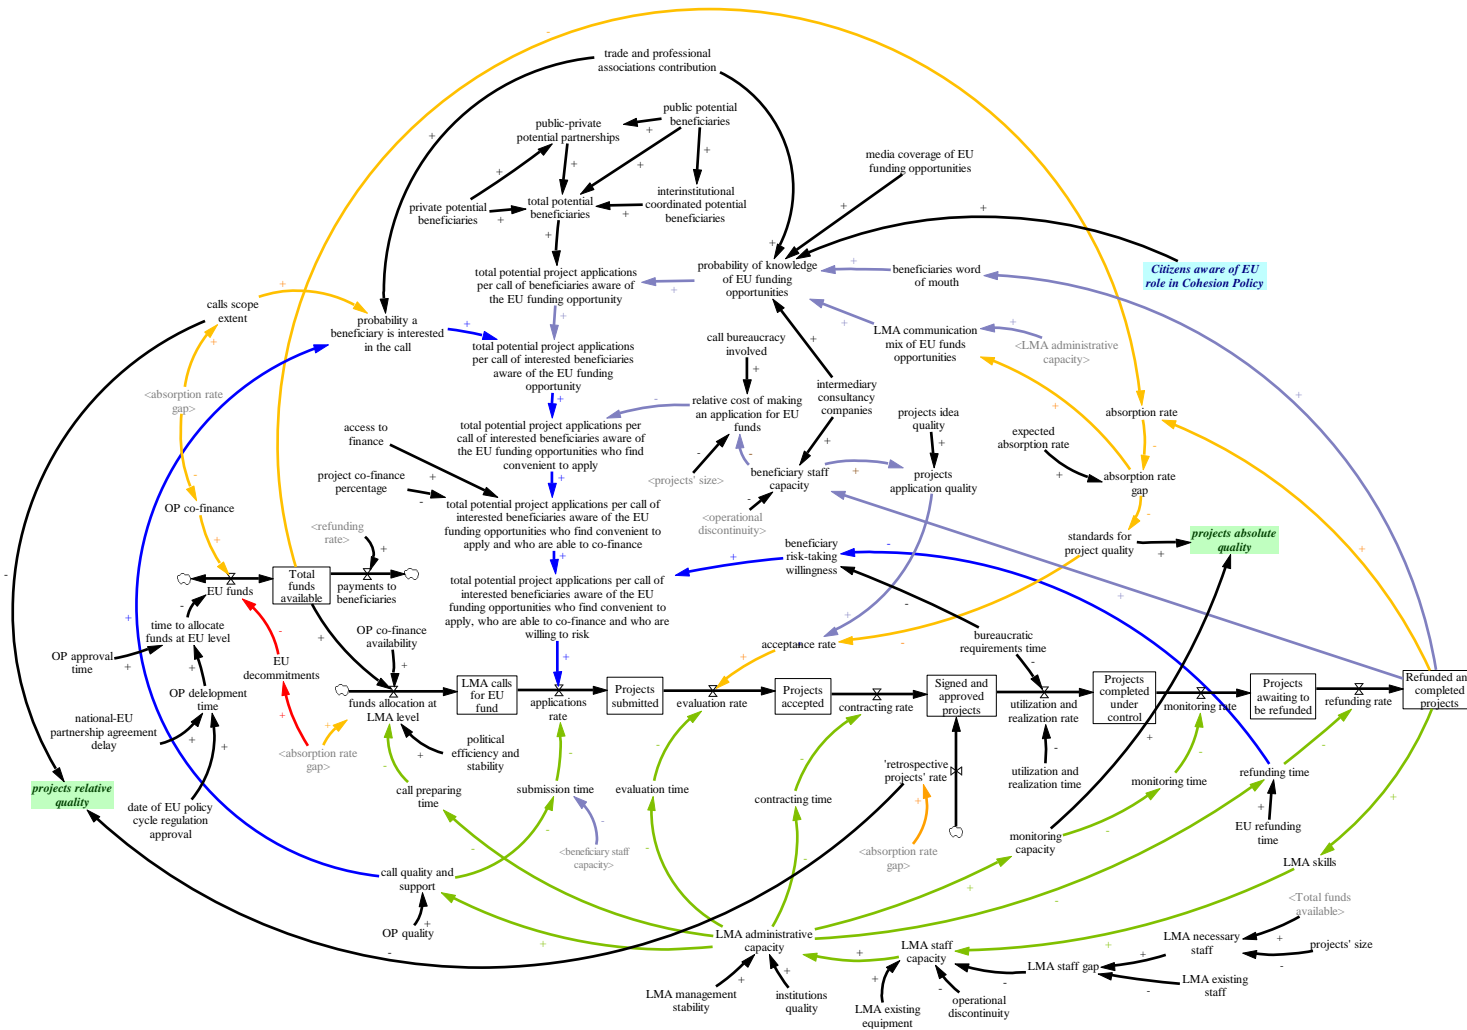 trade and professional
associations contribution
public potential
beneficiaries
public-private
potential partnerships
media coverage of EU
funding opportunities
private potential
beneficiaries
total potential
beneficiaries
interinstitutional
coordinated potential
beneficiaries
total potential project applications
per call of beneficiaries aware of
the EU funding opportunity
probability of knowledge
of EU funding
opportunities
beneficiaries word
of mouth
Citizens aware of EU
role in Cohesion Policy
calls scope
extent
probability a
beneficiary is interested
in the call
total potential project applications
per call of interested beneficiaries
aware of the EU funding
opportunity
call bureaucracy
involved
LMA communication
mix of EU funds
opportunities
<LMA administrative
capacity>
<absorption rate
gap>
relative cost of making
an application for EU
funds
intermediary
consultancy
companies
projects idea
quality
absorption rate
access to
finance
total potential project applications per
call of interested beneficiaries aware of
the EU funding opportunities who find
convenient to apply
expected
absorption rate
absorption rate
gap
project co-finance
percentage
<projects' size>
beneficiary staff
capacity
projects
application quality
OP co-finance
<refunding
rate>
total potential project applications per call of
interested beneficiaries aware of the EU
funding opportunities who find convenient to
apply and who are able to co-finance
<operational
discontinuity>
standards for
project quality
projects absolute
quality
beneficiary
risk-taking
willingness
EU funds
Total
funds
available
payments to
beneficiaries
total potential project applications per call of
interested beneficiaries aware of the EU
funding opportunities who find convenient to
apply, who are able to co-finance and who are
willing to risk
time to allocate
funds at EU level
OP co-finance
availability
acceptance rate
bureaucratic
requirements time
OP approval
time
EU
decommitments
OP delelopment
time
LMA calls
for EU
fund
Projects
submitted
Projects
accepted
Signed and
approved
projects
Projects
completed
under
control
Projects
awaiting to
be refunded
Refunded an
completed
projects
funds allocation at
LMA level
applications
rate
evaluation rate
contracting rate
utilization and
realization rate
monitoring rate
refunding rate
national-EU
partnership agreement
delay
<absorption rate
gap>
political
efficiency and
stability
'retrospective
projects' rate
utilization and
realization time
monitoring time
refunding time
projects relative
quality
date of EU policy
cycle regulation
approval
call preparing
time
submission time
evaluation time
contracting time
monitoring
capacity
EU refunding
time
<beneficiary staff
capacity>
<absorption rate
gap>
LMA skills
call quality and
support
<Total funds
available>
OP quality
LMA administrative
capacity
LMA staff
capacity
LMA necessary
staff
projects' size
LMA staff gap
LMA existing
staff
LMA management
stability
institutions
quality
LMA existing
equipment
operational
discontinuity